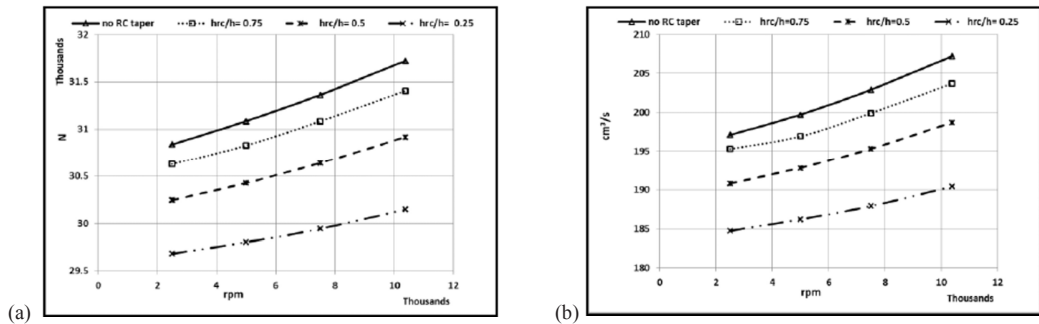 no RC taper hrc/h= 0.75 hrc/h= 0.5 hrc/h= 0.25
Thousands
N
32
31.5
31
30.5
30
29.5
0 2 4 6 8 10 12
rpm
Thousands
(a)
no RC taper hrc/h=0.75 hrc/h=0.5 hrc/h= 0.25
cm³/s
210
205
200
195
190
185
180
0 2 4 6 8 10 12
rpm
Thousands
(b)